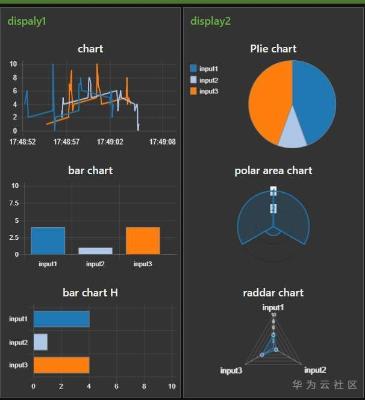 dispaly1
chart
10
8
6
4
2
0
17:48:52 17:48:57 17:49:02 17:49:08
bar chart
10
7.5
5
2.5
0
input1 input2 input3
bar chart H
input1
input2
input3
0 2 4 6 8 10
display2
Plie chart
input1
input2
input3
polar area chart
raddar chart
input1
input3 input2
华为云社区